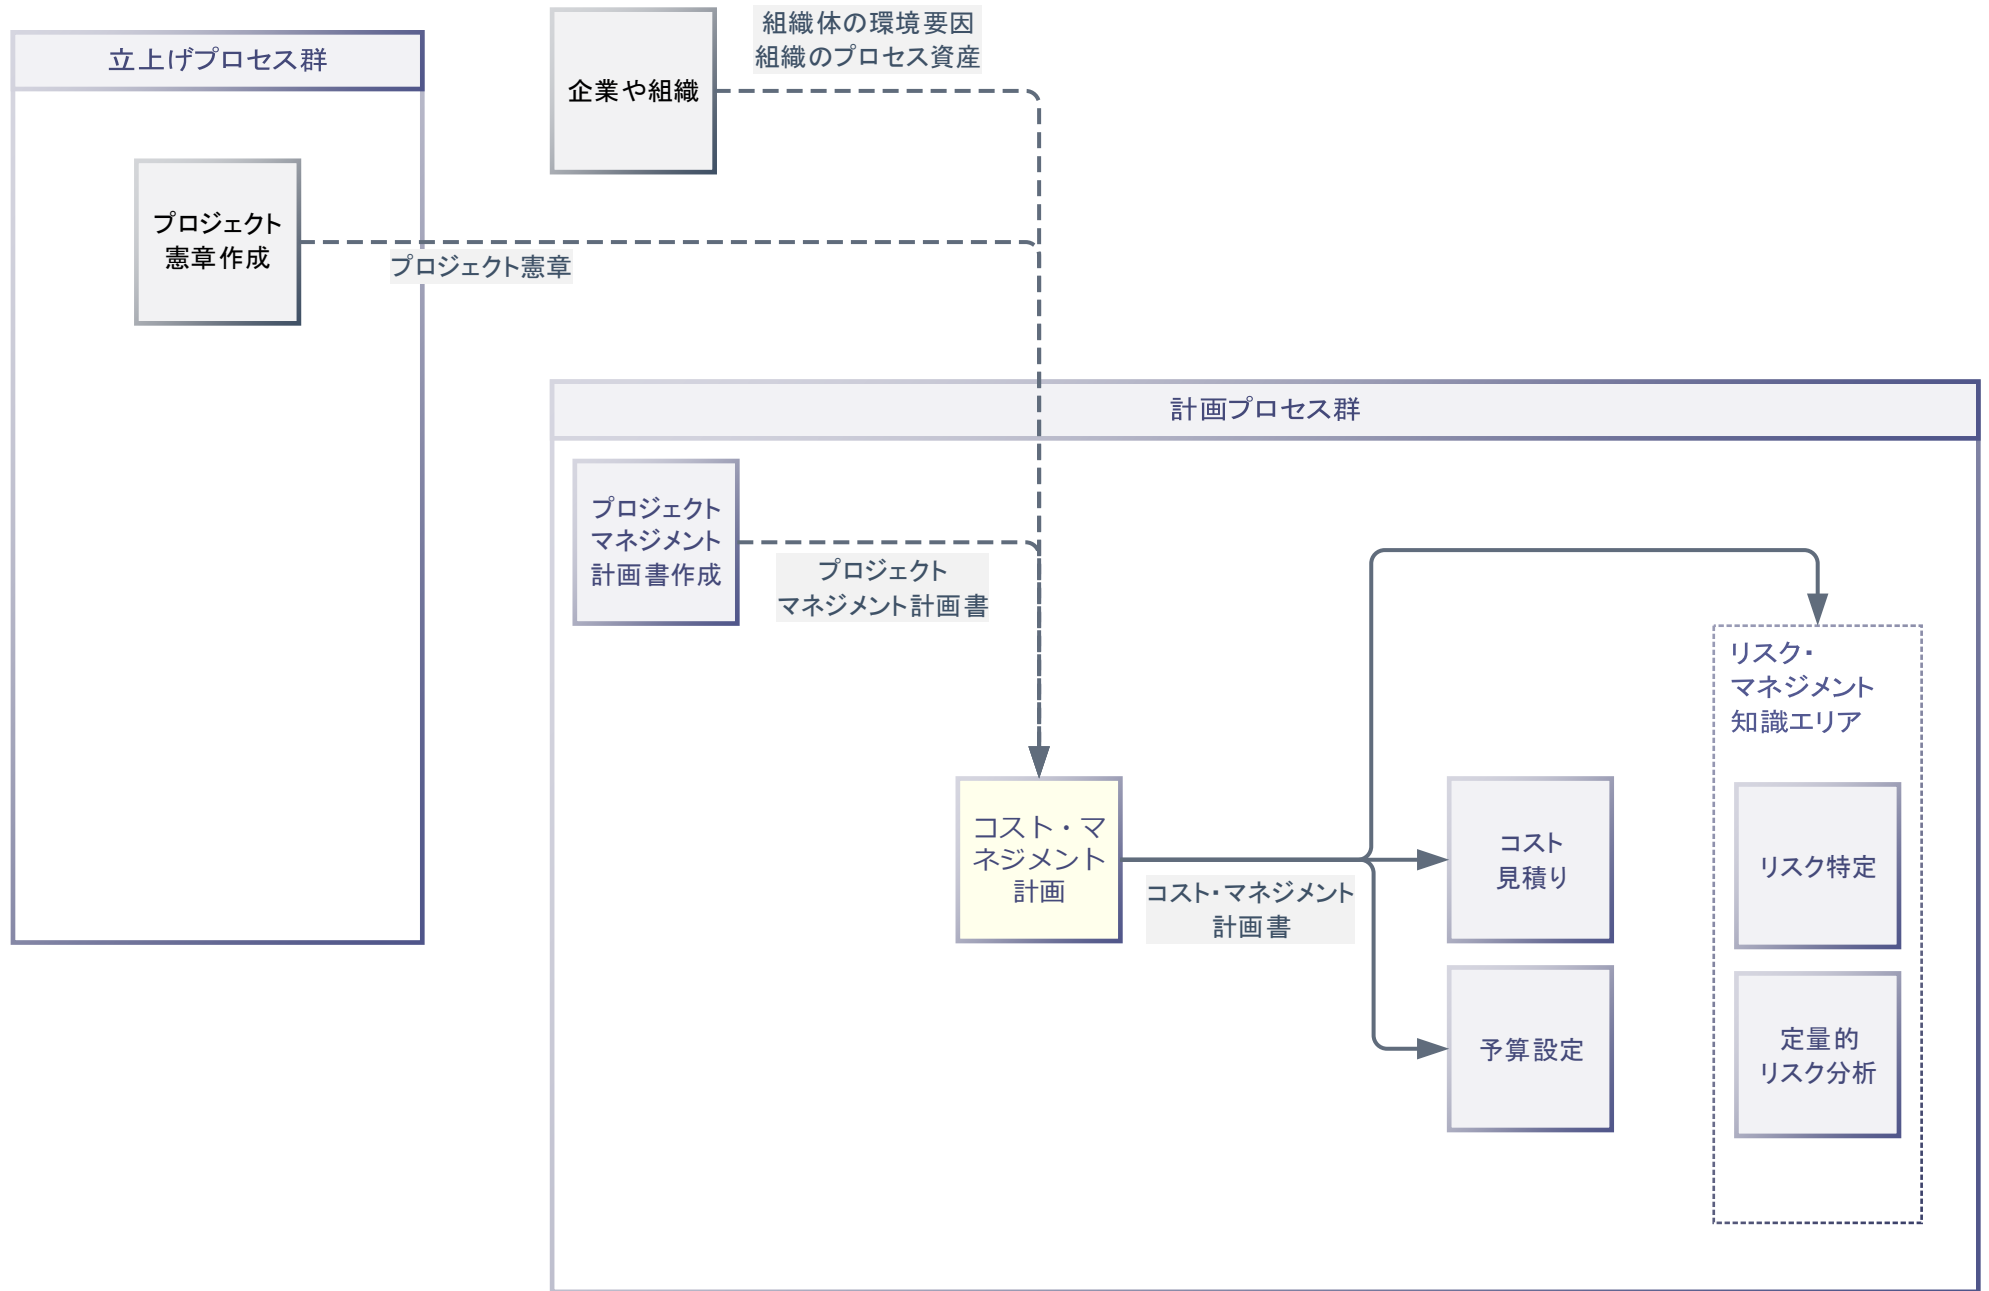 立上げプロセス群
企業や組織
組織体の環境要因
組織のプロセス資産
プロジェクト
憲章作成
プロジェクト憲章
計画プロセス群
プロジェクト
マネジメント
計画書作成
プロジェクト
マネジメント計画書
コスト・マ
ネジメント
計画
コスト・マネジメント
計画書
コスト
見積り
予算設定
リスク・
マネジメント
知識エリア
リスク特定
定量的
リスク分析